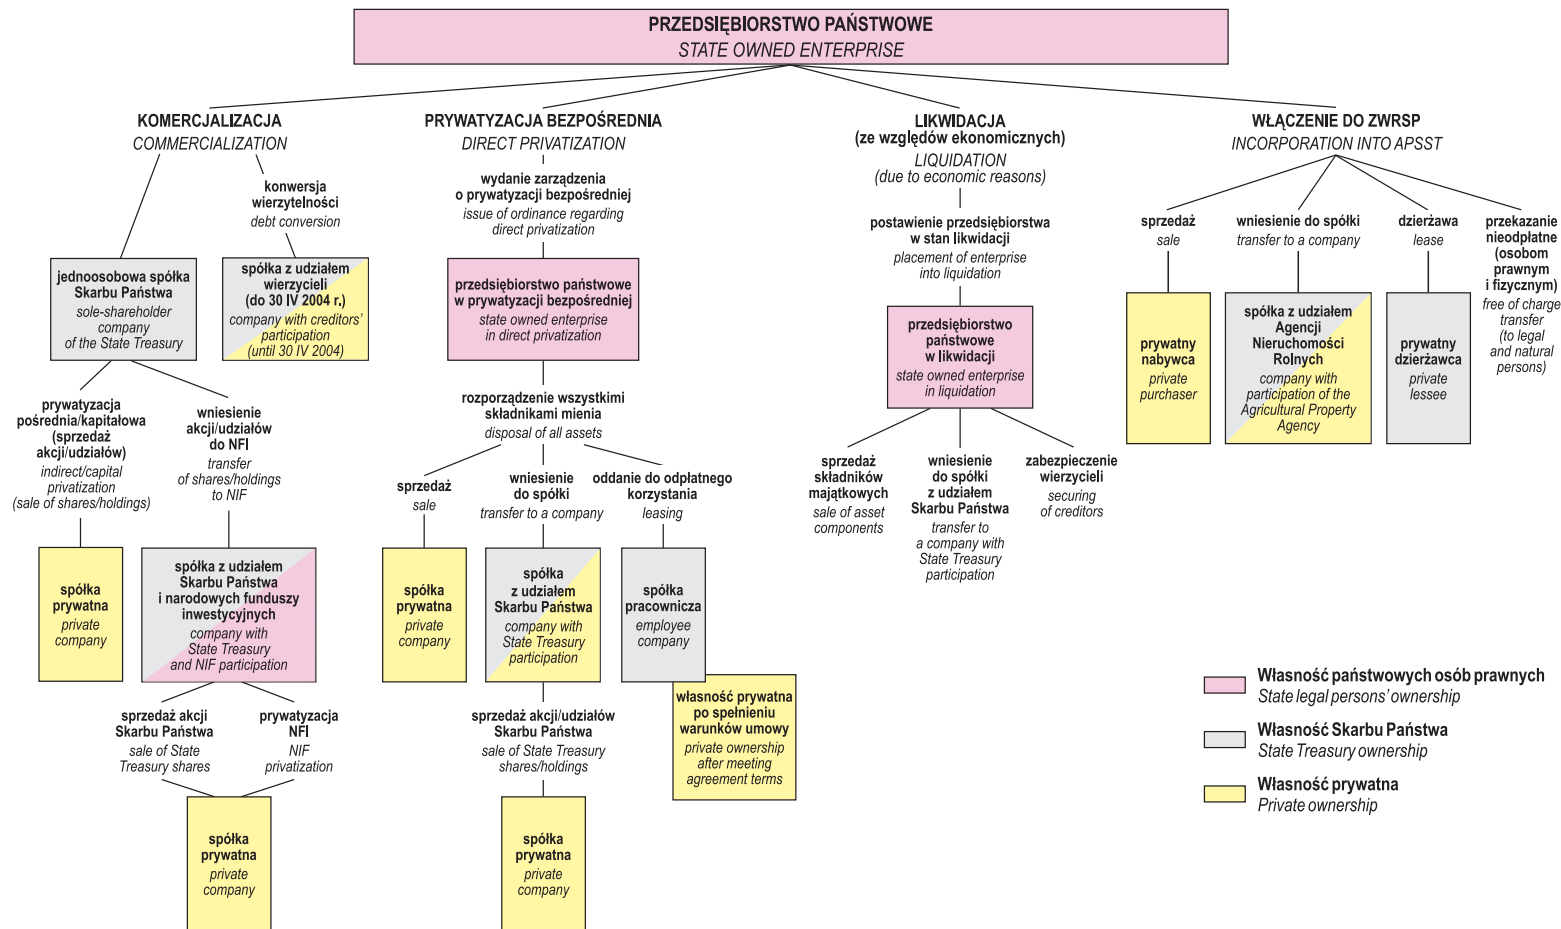 PRZEDSIĘBIORSTWO PAŃSTWOWE
STATE OWNED ENTERPRISE
KOMERCJALIZACJA
COMMERCIALIZATION
konwersja
wierzytelności
debt conversion
jednoosobowa spółka
Skarbu Państwa
sole-shareholder
company
of the State Treasury
spółka z udziałem
wierzycieli
(do 30 IV 2004 r.)
company with creditors'
participation
(until 30 IV 2004)
prywatyzacja
pośrednia/kapitałowa
(sprzedaż
akcji/udziałów)
indirect/capital
privatization
(sale of shares/holdings)
wniesienie
akcji/udziałów
do NFI
transfer
of shares/holdings
to NIF
spółka
prywatna
private
company
spółka z udziałem
Skarbu Państwa
i narodowych funduszy
inwestycyjnych
company with
State Treasury
and NIF participation
sprzedaż akcji
Skarbu Państwa
sale of State
Treasury shares
prywatyzacja
NFI
NIF
privatization
spółka
prywatna
private
company
PRYWATYZACJA BEZPOŚREDNIA
DIRECT PRIVATIZATION
wydanie zarządzenia
o prywatyzacji bezpośredniej
issue of ordinance regarding
direct privatization
przedsiębiorstwo państwowe
w prywatyzacji bezpośredniej
state owned enterprise
in direct privatization
rozporządzenie wszystkimi
składnikami mienia
disposal of all assets
sprzedaż
sale
wniesienie
do spółki
transfer to a company
oddanie do odpłatnego
korzystania
leasing
spółka
prywatna
private
company
spółka
z udziałem
Skarbu Państwa
company with
State Treasury
participation
spółka
pracownicza
employee
company
sprzedaż akcji/udziałów
Skarbu Państwa
sale of State Treasury
shares/holdings
własność prywatna
po spełnieniu
warunków umowy
private ownership
after meeting
agreement terms
spółka
prywatna
private
company
LIKWIDACJA
(ze względów ekonomicznych)
LIQUIDATION
(due to economic reasons)
postawienie przedsiębiorstwa
w stan likwidacji
placement of enterprise
into liquidation
przedsiębiorstwo
państwowe
w likwidacji
state owned enterprise
in liquidation
sprzedaż
składników
majątkowych
sale of asset
components
wniesienie
do spółki
z udziałem
Skarbu Państwa
transfer to
a company with
State Treasury
participation
zabezpieczenie
wierzycieli
securing
of creditors
WŁĄCZENIE DO ZWRSP
INCORPORATION INTO APSST
sprzedaż
sale
wniesienie do spółki
transfer to a company
dzierżawa
lease
przekazanie
nieodpłatne
(osobom
prawnym
i fizycznym)
free of charge
transfer
(to legal
and natural
persons)
prywatny
nabywca
private
purchaser
spółka z udziałem
Agencji
Nieruchomości
Rolnych
company with
participation of the
Agricultural Property
Agency
prywatny
dzierżawca
private
lessee
Własność państwowych osób prawnych
State legal persons' ownership
Własność Skarbu Państwa
State Treasury ownership
Własność prywatna
Private ownership